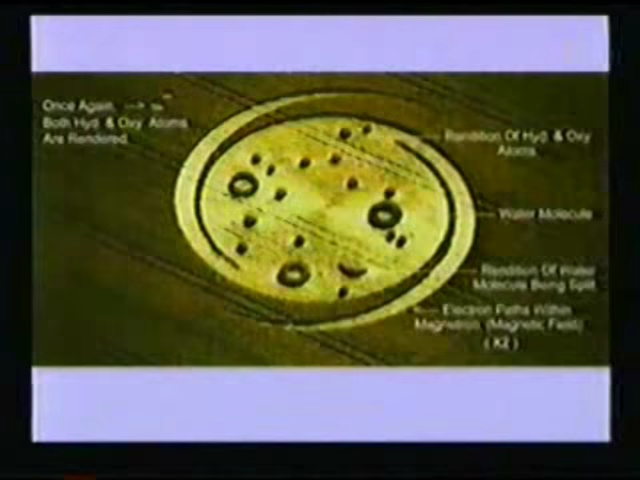 Once Again,
Both Hyd. & Oxy. Atoms
Are Rendered.
Rendition Of Hyd. & Oxy
Atoms.
Water Molecule
Rendition Of Water
Molecule Being Split.
Electron Paths Within
Magnetron. (Magnetic Field)
( K2 )